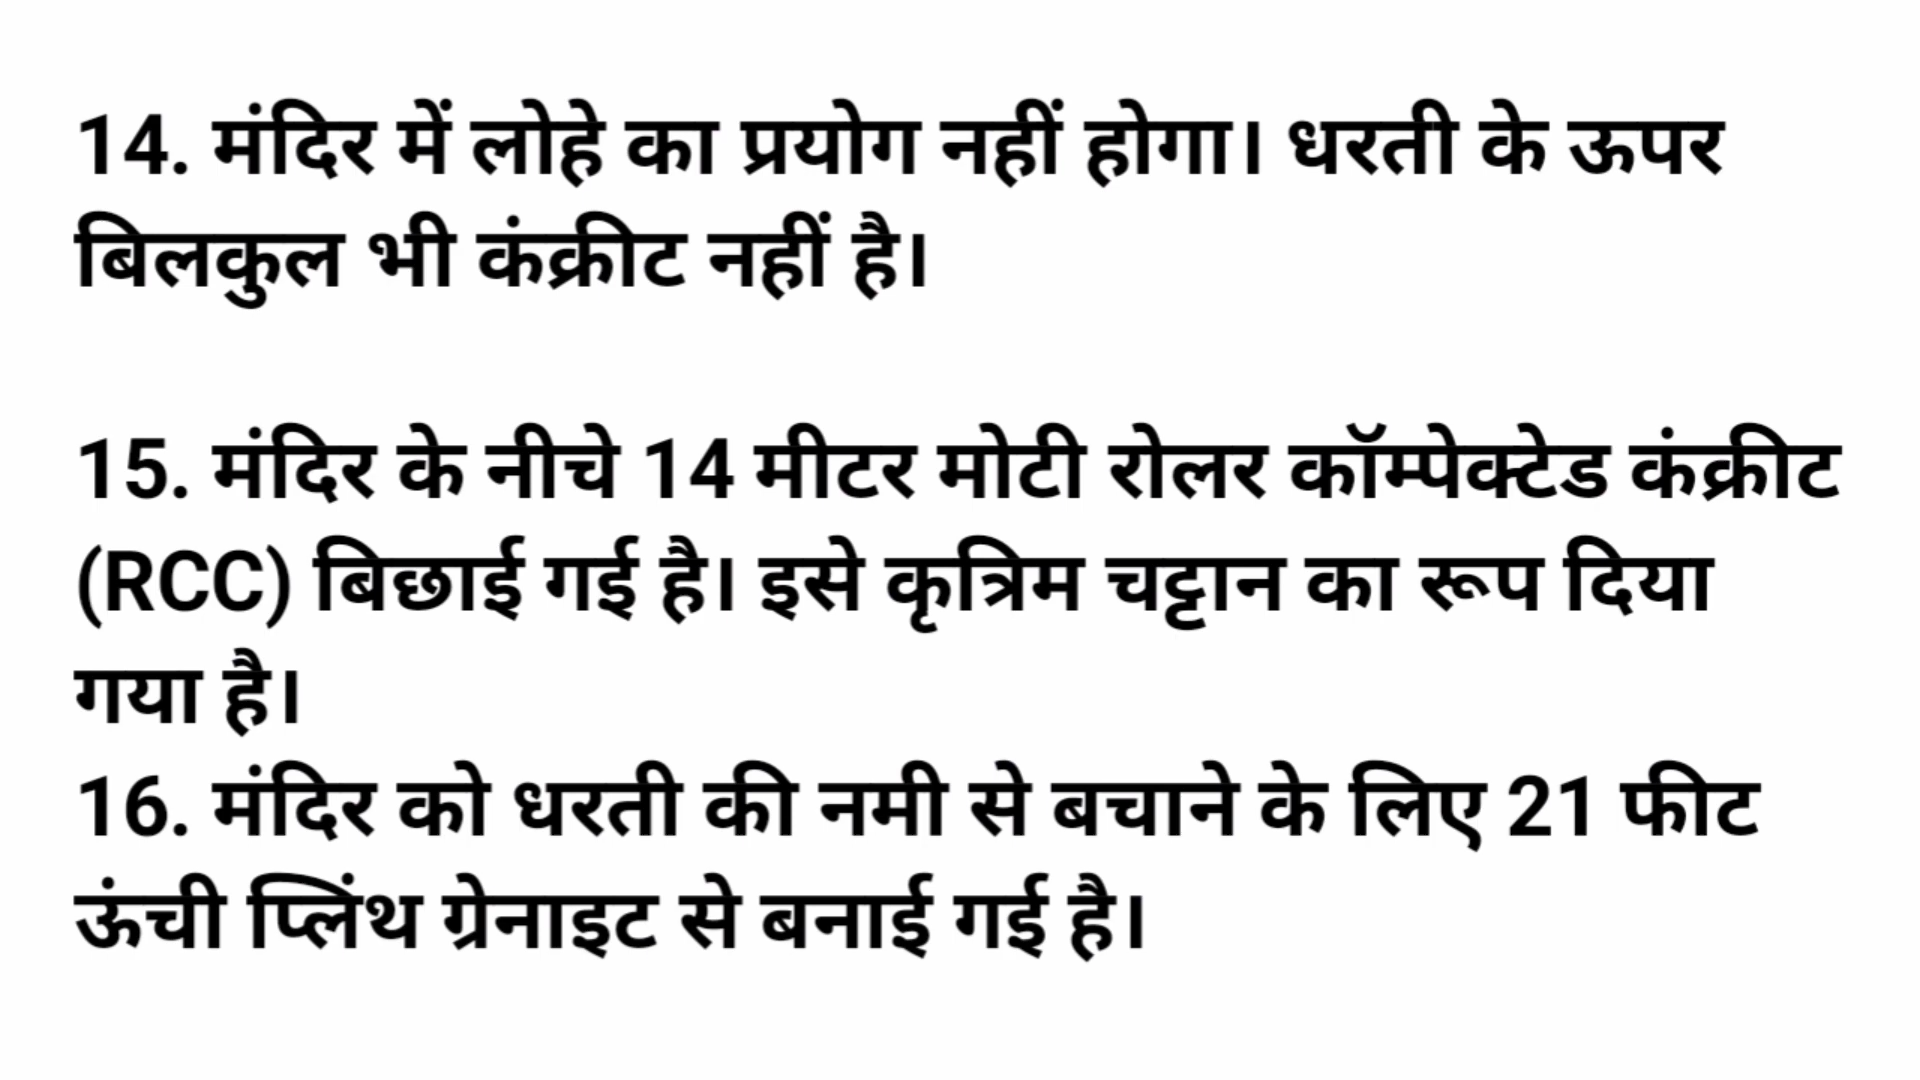 14. मंदिर में लोहे का प्रयोग नहीं होगा। धरती के ऊपर
बिलकुल भी कंक्रीट नहीं है।
15. मंदिर के नीचे 14 मीटर मोटी रोलर कॉम्पेक्टेड कंक्रीट
(RCC) बिछाई गई है। इसे कृत्रिम चट्टान का रूप दिया
गया है।
16. मंदिर को धरती की नमी से बचाने के लिए 21 फीट
ऊंची प्लिंथ ग्रेनाइट से बनाई गई है।